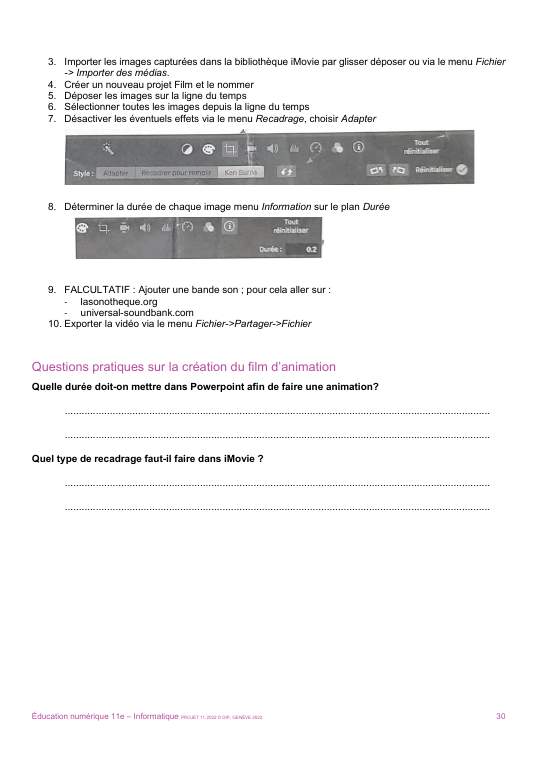 3. Importer les images capturées dans la bibliothèque iMovie par glisser déposer ou via le menu Fichier
-> Importer des médias.
4. Créer un nouveau projet Film et le nommer
5. Déposer les images sur la ligne du temps
6. Sélectionner toutes les images depuis la ligne du temps
7. Désactiver les éventuels effets via le menu Recadrage, choisir Adapter
Tout
réinitialiser
Style : Adapter Recadrer pour remplir Ken Burns Réinitialiser
8. Déterminer la durée de chaque image menu Information sur le plan Durée
Tout
réinitialiser
Durée : 0.2
9. FALCULTATIF : Ajouter une bande son ; pour cela aller sur :
- lasonotheque.org
- universal-soundbank.com
10. Exporter la vidéo via le menu Fichier->Partager->Fichier
Questions pratiques sur la création du film d'animation
Quelle durée doit-on mettre dans Powerpoint afin de faire une animation?
Quel type de recadrage faut-il faire dans iMovie ?
Éducation numérique 11e – Informatique PROJET 11.2022 © DIP, GENÈVE 2022 30